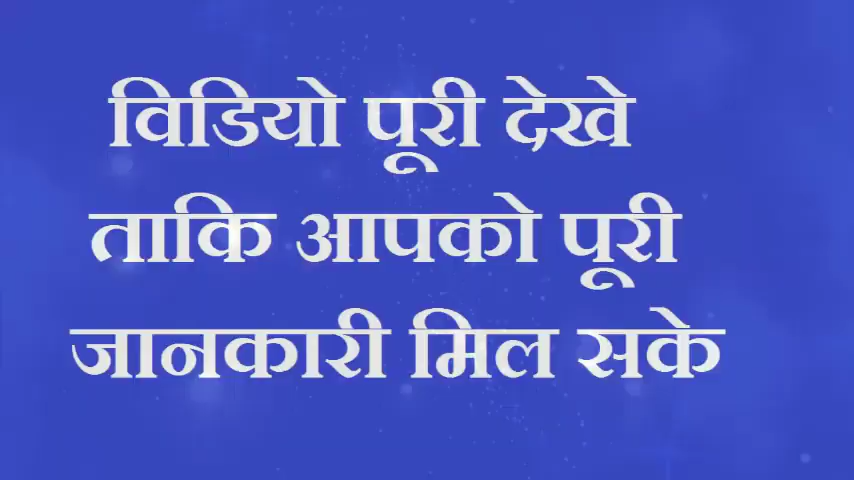 विडियो पूरी देखे
ताकि आपको पूरी
जानकारी मिल सके